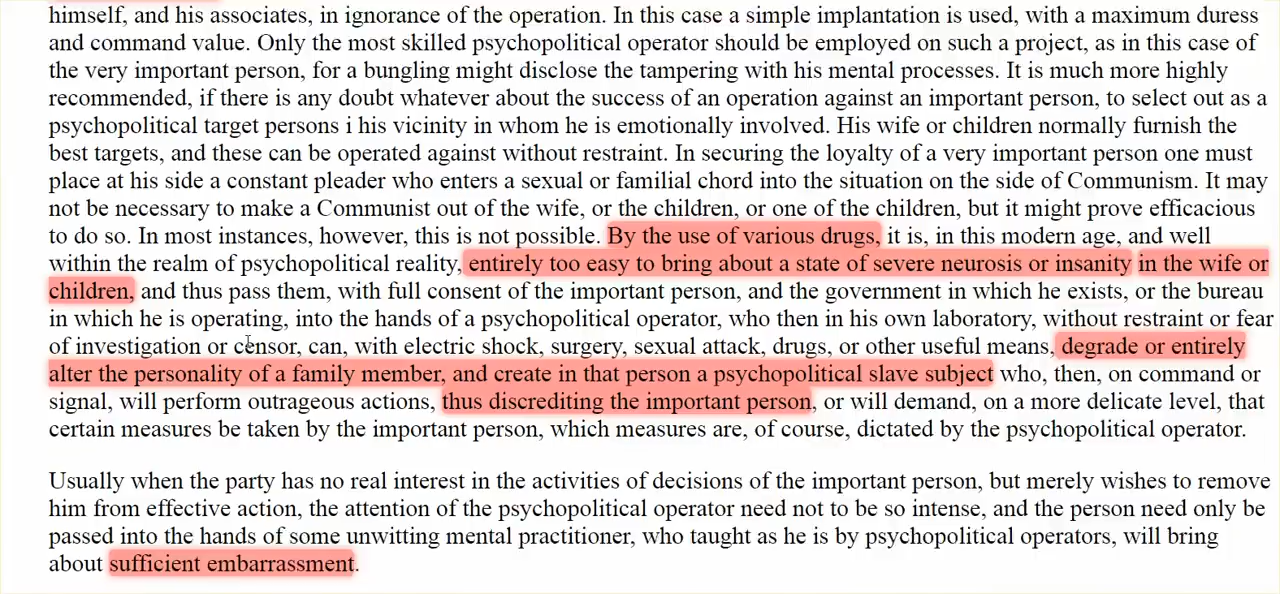 himself, and his associates, in ignorance of the operation. In this case a simple implantation is used, with a maximum duress
and command value. Only the most skilled psychopolitical operator should be employed on such a project, as in this case of
the very important person, for a bungling might disclose the tampering with his mental processes. It is much more highly
recommended, if there is any doubt whatever about the success of an operation against an important person, to select out as a
psychopolitical target persons i his vicinity in whom he is emotionally involved. His wife or children normally furnish the
best targets, and these can be operated against without restraint. In securing the loyalty of a very important person one must
place at his side a constant pleader who enters a sexual or familial chord into the situation on the side of Communism. It may
not be necessary to make a Communist out of the wife, or the children, or one of the children, but it might prove efficacious
to do so. In most instances, however, this is not possible. By the use of various drugs, it is, in this modern age, and well
within the realm of psychopolitical reality, entirely too easy to bring about a state of severe neurosis or insanity in the wife or
children, and thus pass them, with full consent of the important person, and the government in which he exists, or the bureau
in which he is operating, into the hands of a psychopolitical operator, who then in his own laboratory, without restraint or fear
of investigation or censor, can, with electric shock, surgery, sexual attack, drugs, or other useful means, degrade or entirely
alter the personality of a family member, and create in that person a psychopolitical slave subject who, then, on command or
signal, will perform outrageous actions, thus discrediting the important person, or will demand, on a more delicate level, that
certain measures be taken by the important person, which measures are, of course, dictated by the psychopolitical operator.
Usually when the party has no real interest in the activities of decisions of the important person, but merely wishes to remove
him from effective action, the attention of the psychopolitical operator need not to be so intense, and the person need only be
passed into the hands of some unwitting mental practitioner, who taught as he is by psychopolitical operators, will bring
about sufficient embarrassment.